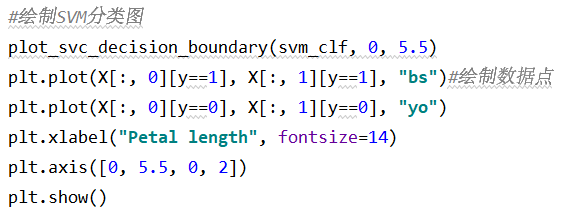 #绘制SVM分类图
plot_svc_decision_boundary(svm_clf, 0, 5.5)
plt.plot(X[:, 0][y==1], X[:, 1][y==1], "bs")#绘制数据点
plt.plot(X[:, 0][y==0], X[:, 1][y==0], "yo")
plt.xlabel("Petal length", fontsize=14)
plt.axis([0, 5.5, 0, 2])
plt.show()